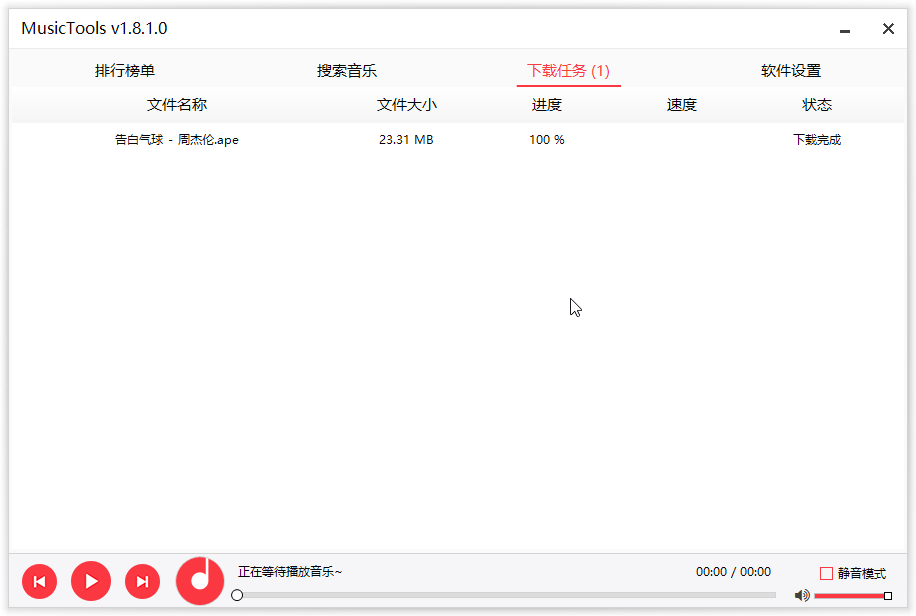 MusicTools v1.8.1.0
排行榜单 搜索音乐 下载任务 (1) 软件设置
文件名称 文件大小 进度 速度 状态
告白气球 - 周杰伦.ape 23.31 MB 100 % 下载完成
正在等待播放音乐~ 00:00 / 00:00 静音模式